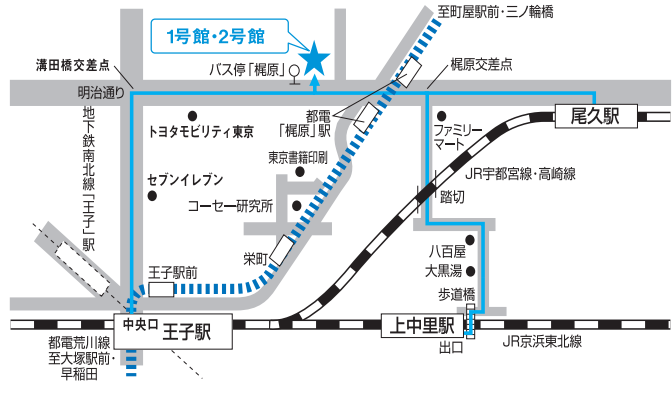 至町屋駅前・三ノ輪橋
1号館・2号館
溝田橋交差点
バス停「梶原」
梶原交差点
明治通り
都電
「梶原」駅
尾久駅
トヨタモビリティ東京
ファミリー
マート
地下鉄南北線「王子」駅
東京書籍印刷
JR宇都宮線・高崎線
セブンイレブン
踏切
コーセー研究所
八百屋
栄町
大黒湯
王子駅前
歩道橋
中央口
王子駅
上中里駅
出口
JR京浜東北線
都電荒川線
至大塚駅前・
早稲田